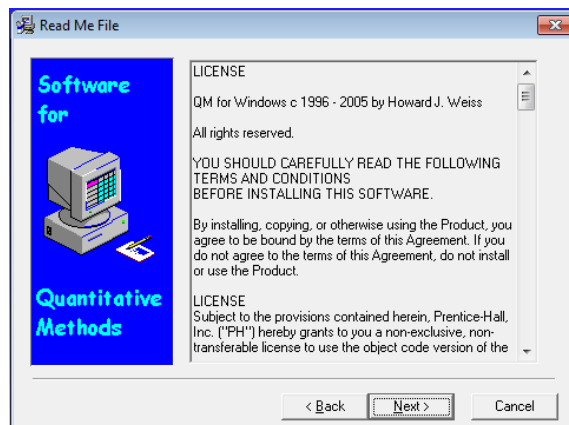 Read Me File
Software
for
Quantitative
Methods
LICENSE
QM for Windows c 1996 - 2005 by Howard J. Weiss
All rights reserved.
YOU SHOULD CAREFULLY READ THE FOLLOWING
TERMS AND CONDITIONS
BEFORE INSTALLING THIS SOFTWARE.
By installing, copying, or otherwise using the Product, you
agree to be bound by the terms of this Agreement. If you
do not agree to the terms of this Agreement, do not install
or use the Product.
LICENSE
Subject to the provisions contained herein, Prentice-Hall,
Inc. ("PH") hereby grants to you a non-exclusive, non-
transferable license to use the object code version of the
< Back
Next >
Cancel